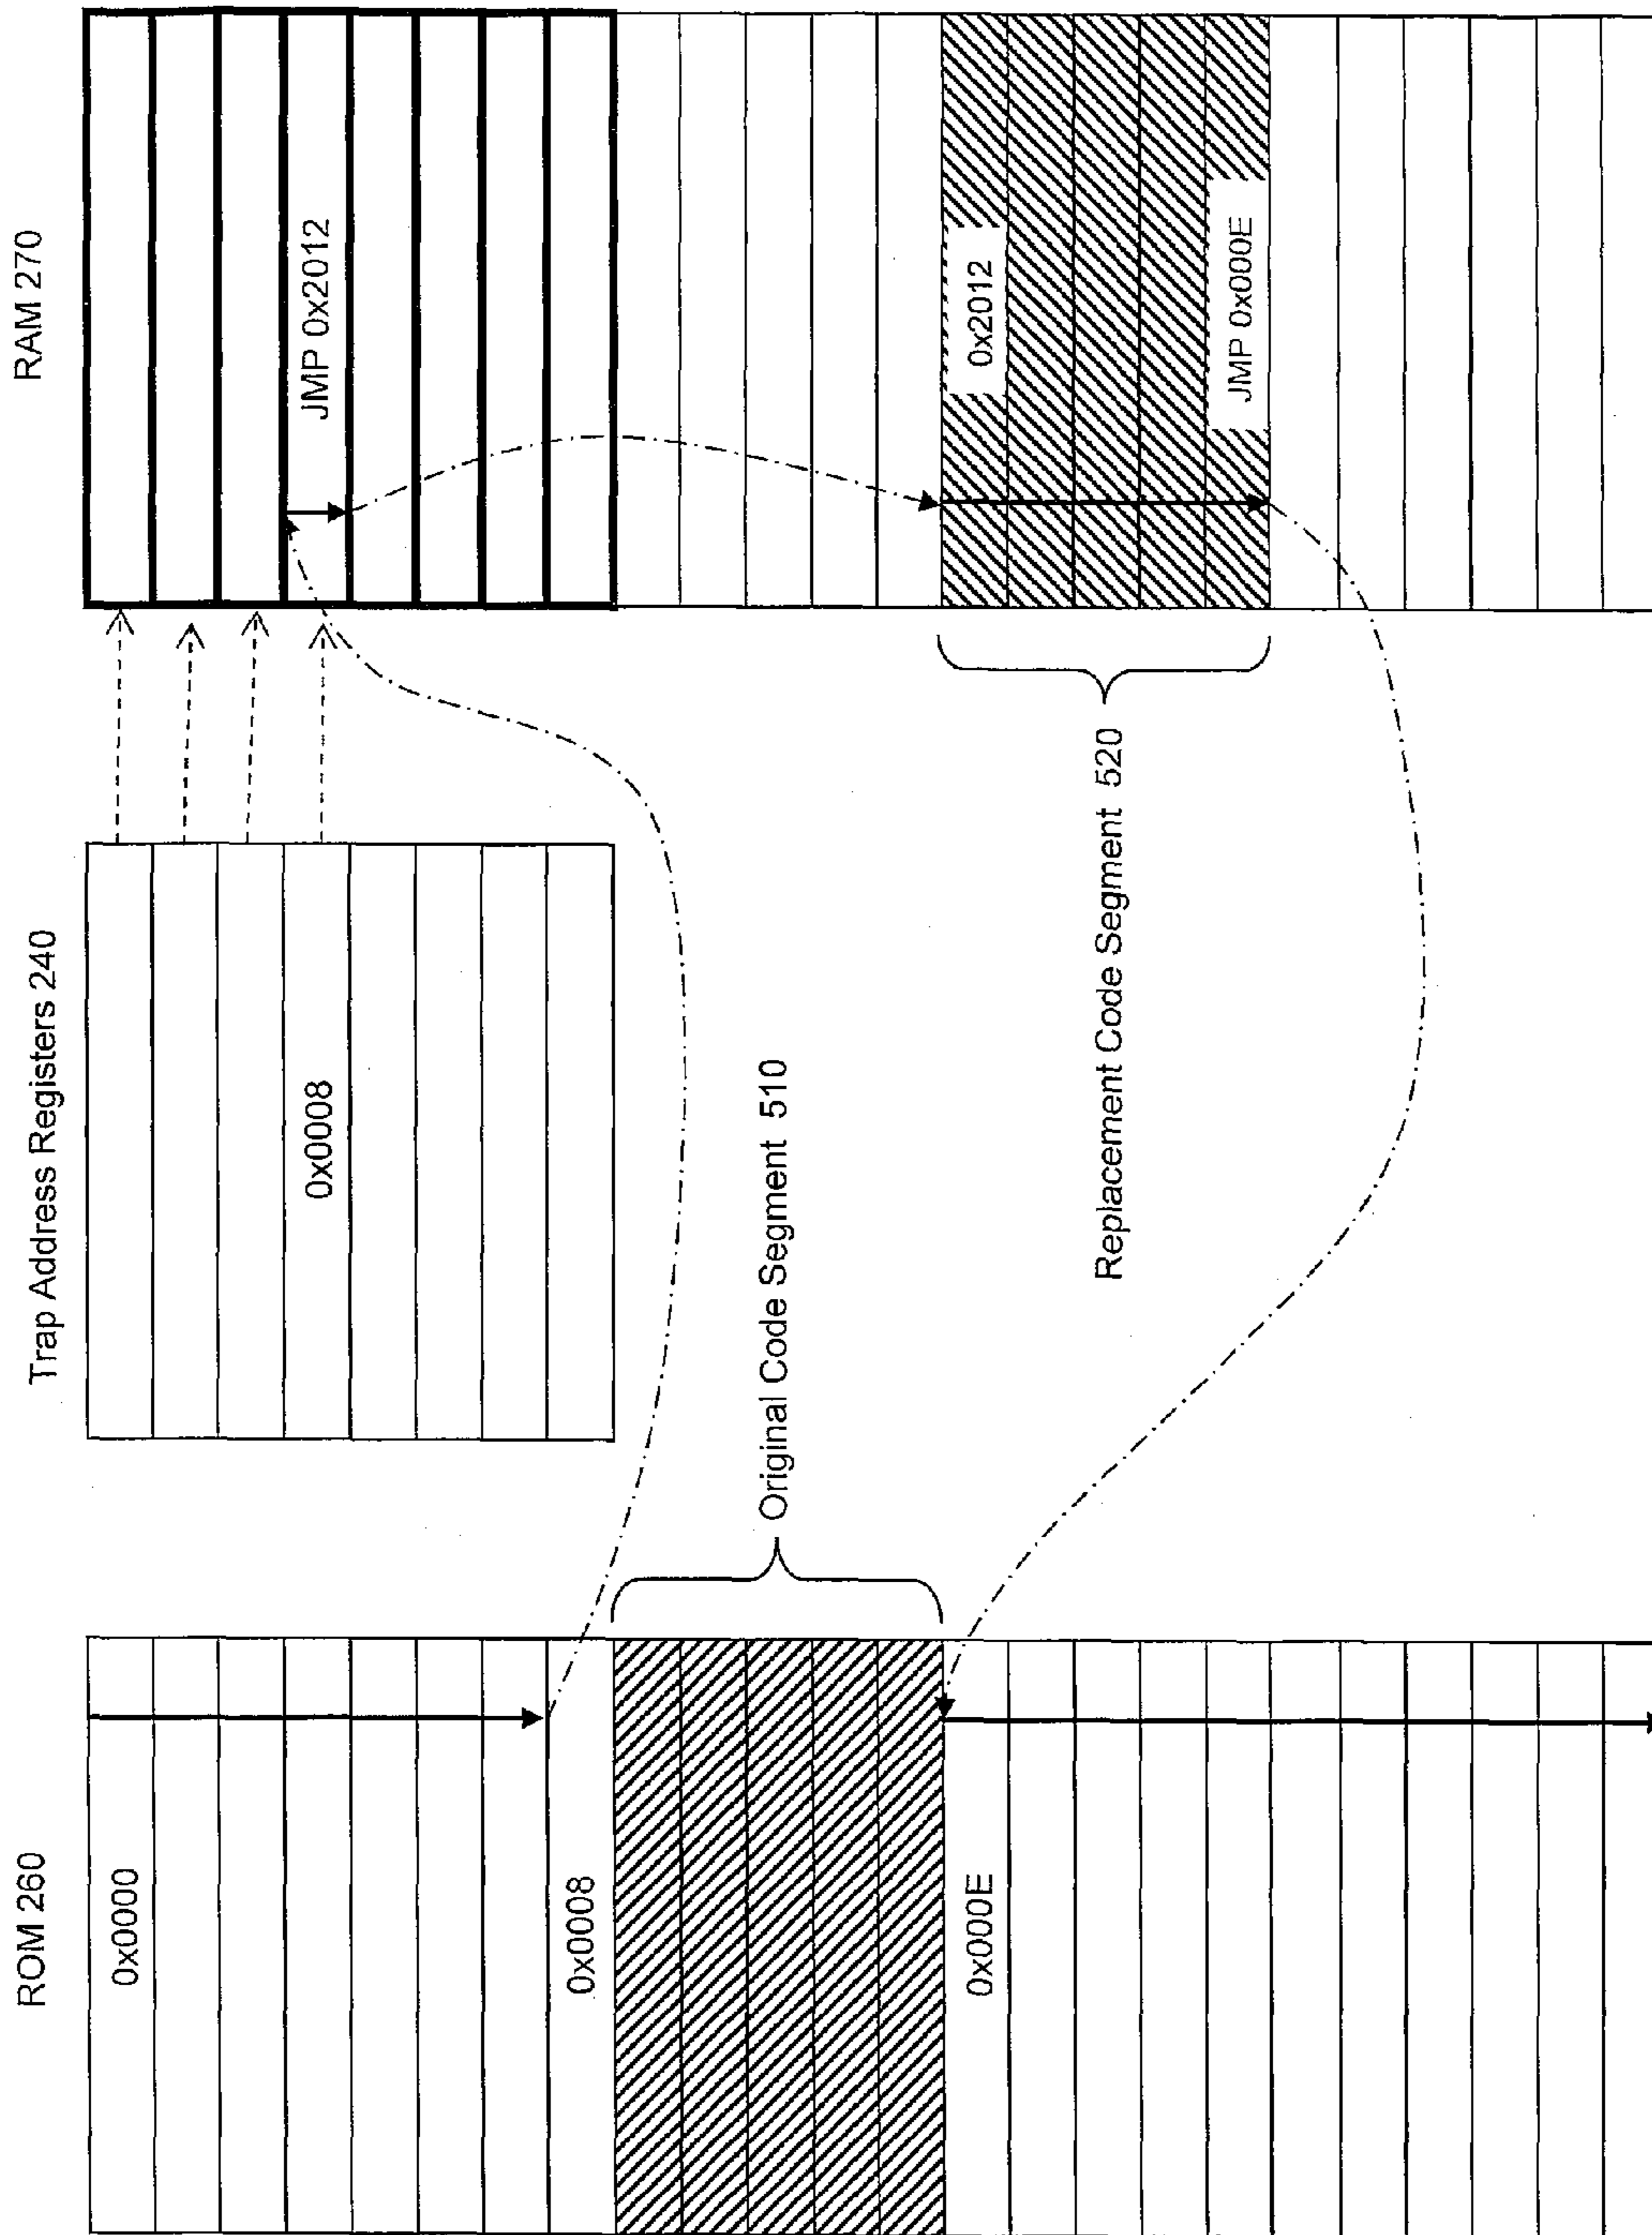 ROM 260
0x0000
0x0008
0x000E
Original Code Segment 510
Trap Address Registers 240
0x0008
Replacement Code Segment 520
RAM 270
JMP 0x2012
0x2012
JMP 0x000E